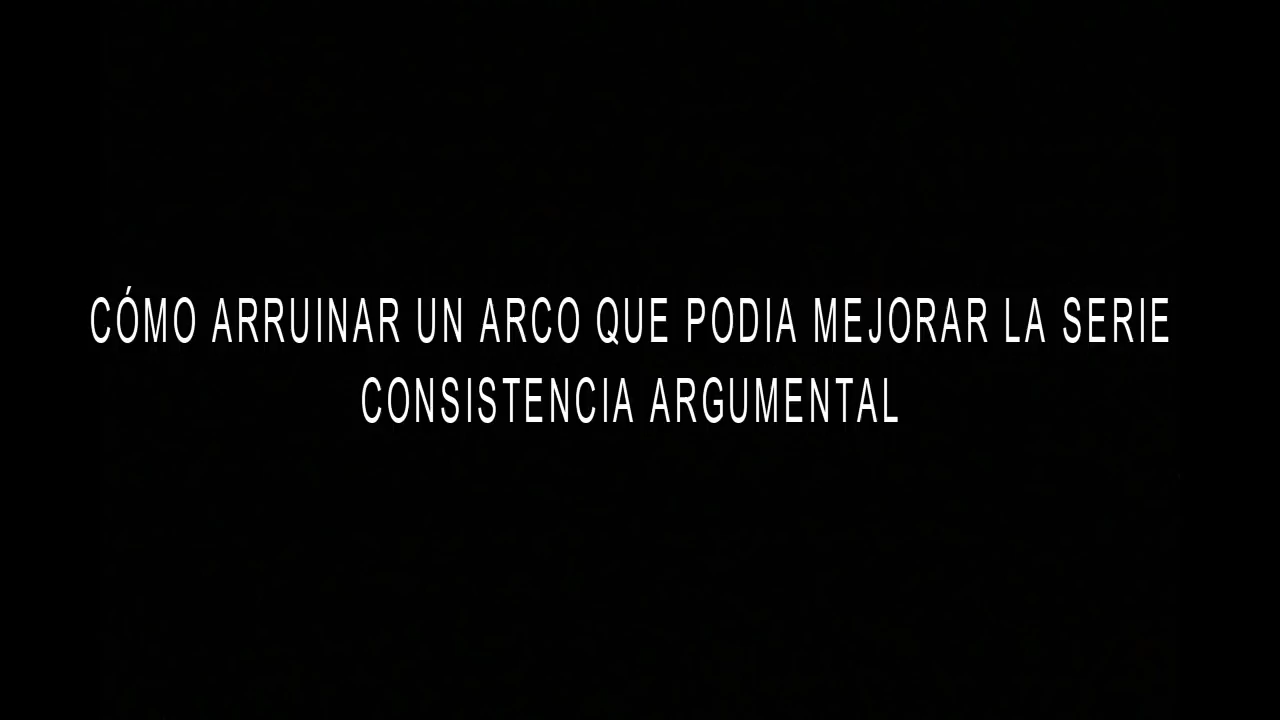 CÓMO ARRUINAR UN ARCO QUE PODIA MEJORAR LA SERIE
CONSISTENCIA ARGUMENTAL